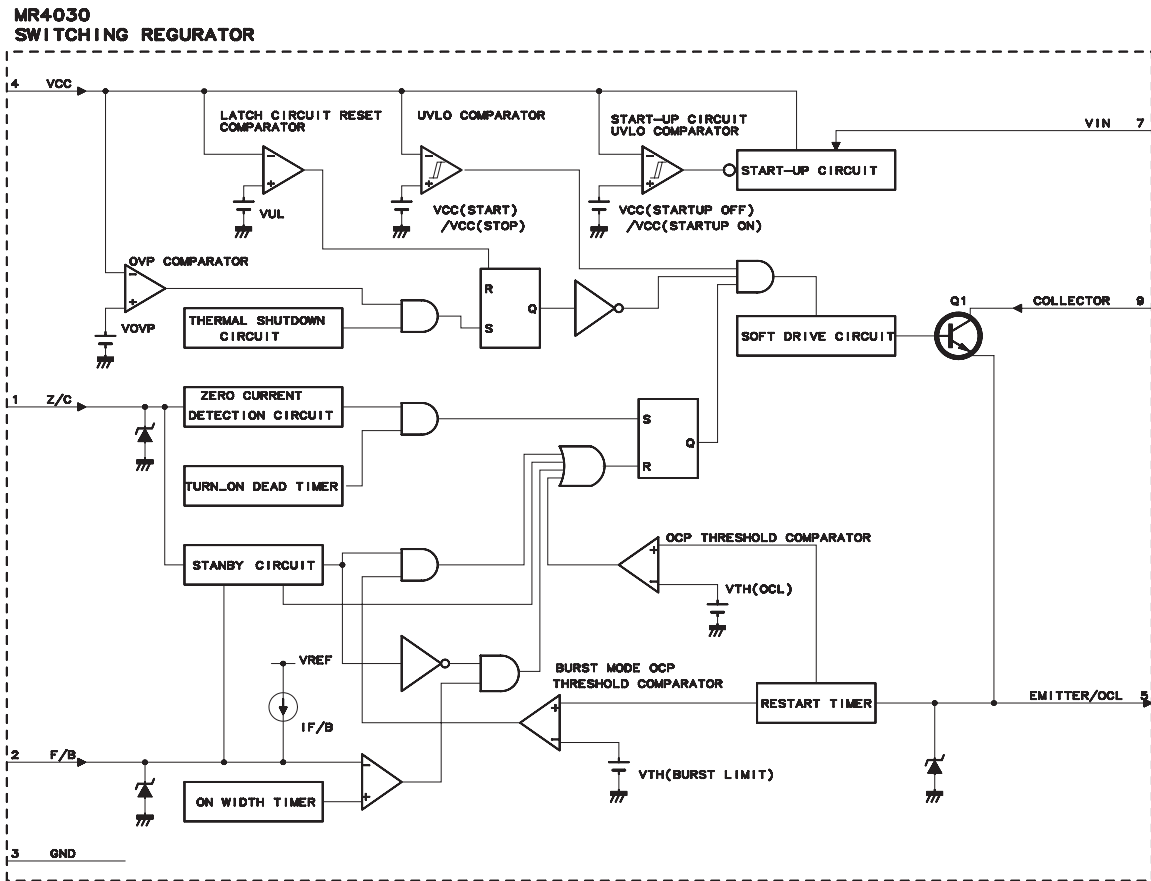 MR4030
SWITCHING REGURATOR
4 VCC
LATCH CIRCUIT RESET
COMPARATOR
UVLO COMPARATOR
START-UP CIRCUIT
UVLO COMPARATOR
VIN 7
START-UP CIRCUIT
VUL
VCC(START)
/VCC(STOP)
VCC(STARTUP OFF)
/VCC(STARTUP ON)
OVP COMPARATOR
VOVP
THERMAL SHUTDOWN
CIRCUIT
R
S
Q
Q1
COLLECTOR 9
SOFT DRIVE CIRCUIT
1 Z/C
ZERO CURRENT
DETECTION CIRCUIT
S
Q
R
TURN_ON DEAD TIMER
OCP THRESHOLD COMPARATOR
STANBY CIRCUIT
VTH(OCL)
VREF
BURST MODE OCP
THRESHOLD COMPARATOR
RESTART TIMER
EMITTER/OCL 5
IF/B
2 F/B
VTH(BURST LIMIT)
ON WIDTH TIMER
3 GND